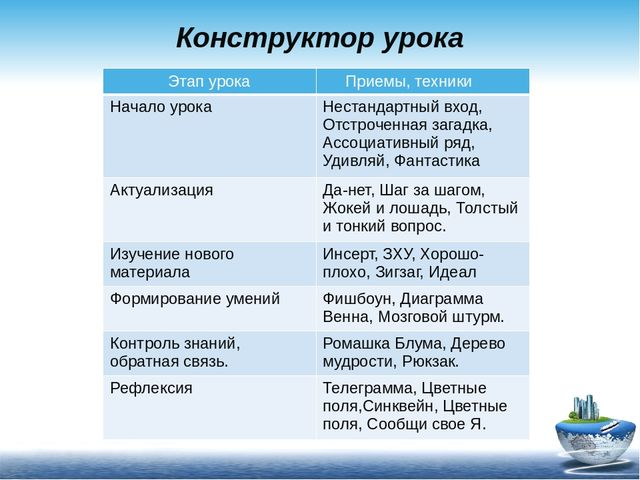 Конструктор урока
Этап урока
Приемы, техники
Начало урока
Нестандартный вход,
Отстроченная загадка,
Ассоциативный ряд,
Удивляй, Фантастика
Актуализация
Да-нет, Шаг за шагом,
Жокей и лошадь, Толстый
и тонкий вопрос.
Изучение нового
материала
Инсерт, ЗХУ, Хорошо-
плохо, Зигзаг, Идеал
Формирование умений
Фишбоун, Диаграмма
Венна, Мозговой штурм.
Контроль знаний,
обратная связь.
Ромашка Блума, Дерево
мудрости, Рюкзак.
Рефлексия
Телеграмма, Цветные
поля,Синквейн, Цветные
поля, Сообщи свое Я.